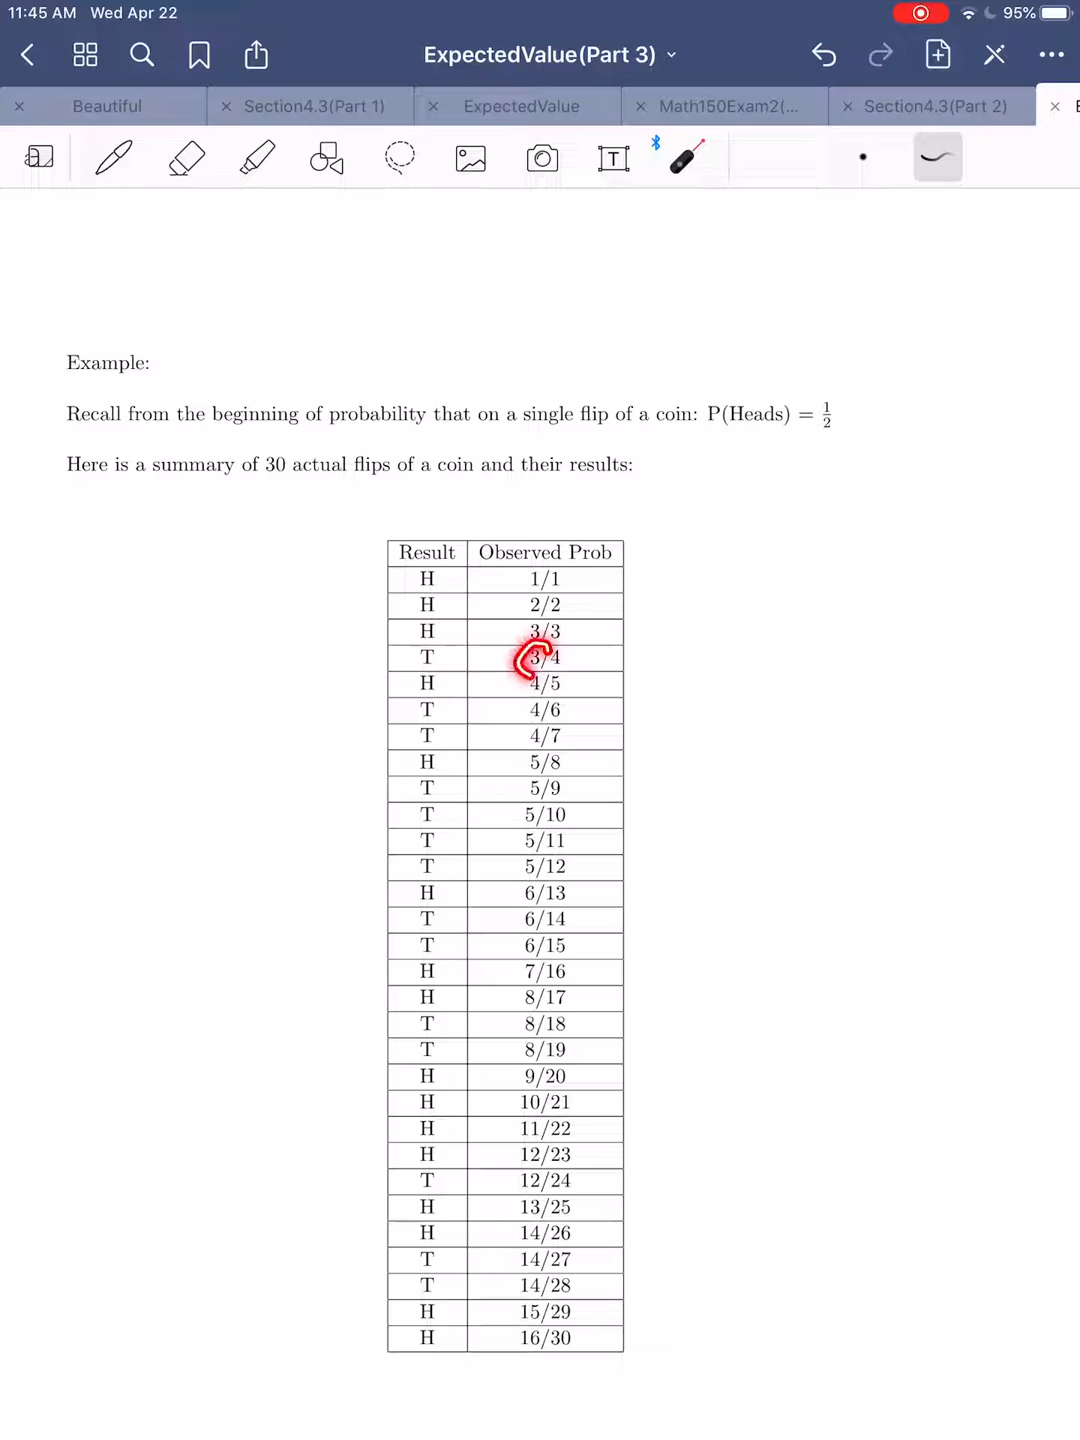 11:45 AM Wed Apr 22
95%
ExpectedValue(Part 3)
Beautiful
Section4.3(Part 1)
ExpectedValue
Math150Exam2(...
Section4.3(Part 2)
E
T
Example:
Recall from the beginning of probability that on a single flip of a coin: P(Heads) = 1/2
Here is a summary of 30 actual flips of a coin and their results:
Result Observed Prob
H 1/1
H 2/2
H 3/3
T 3/4
H 4/5
T 4/6
T 4/7
H 5/8
T 5/9
T 5/10
T 5/11
T 5/12
H 6/13
T 6/14
T 6/15
H 7/16
H 8/17
T 8/18
T 8/19
H 9/20
H 10/21
H 11/22
H 12/23
T 12/24
H 13/25
H 14/26
T 14/27
T 14/28
H 15/29
H 16/30